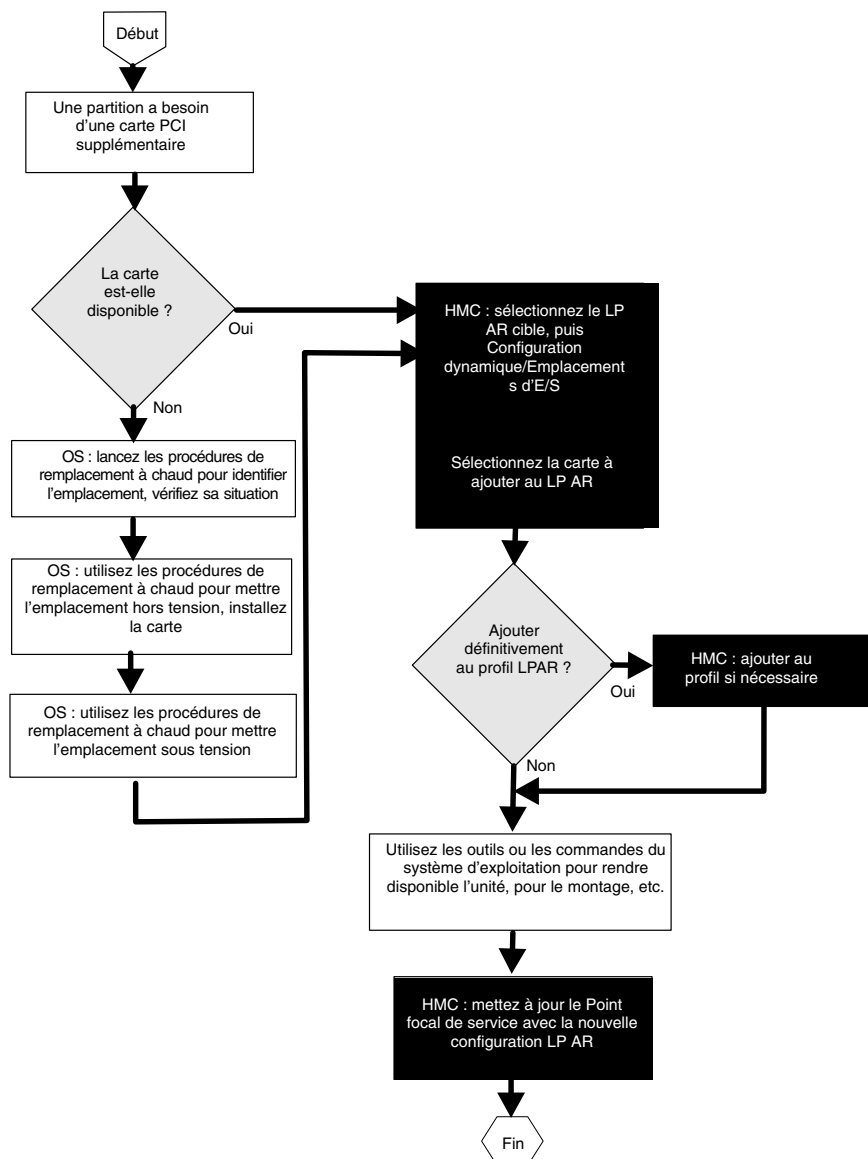 Début
Une partition a besoin
d'une carte PCI
supplémentaire
La carte
est-elle
disponible ?
Oui
Non
OS : lancez les procédures de
remplacement à chaud pour identifier
l'emplacement, vérifiez sa situation
OS : utilisez les procédures de
remplacement à chaud pour mettre
l'emplacement hors tension, installez
la carte
OS : utilisez les procédures de
remplacement à chaud pour mettre
l'emplacement sous tension
HMC : sélectionnez le LP
AR cible, puis
Configuration
dynamique/Emplacement
s d'E/S
Sélectionnez la carte à
ajouter au LP AR
Ajouter
définitivement
au profil LPAR ?
Oui
HMC : ajouter au
profil si nécessaire
Non
Utilisez les outils ou les commandes du
système d'exploitation pour rendre
disponible l'unité, pour le montage, etc.
HMC : mettez à jour le Point
focal de service avec la nouvelle
configuration LP AR
Fin